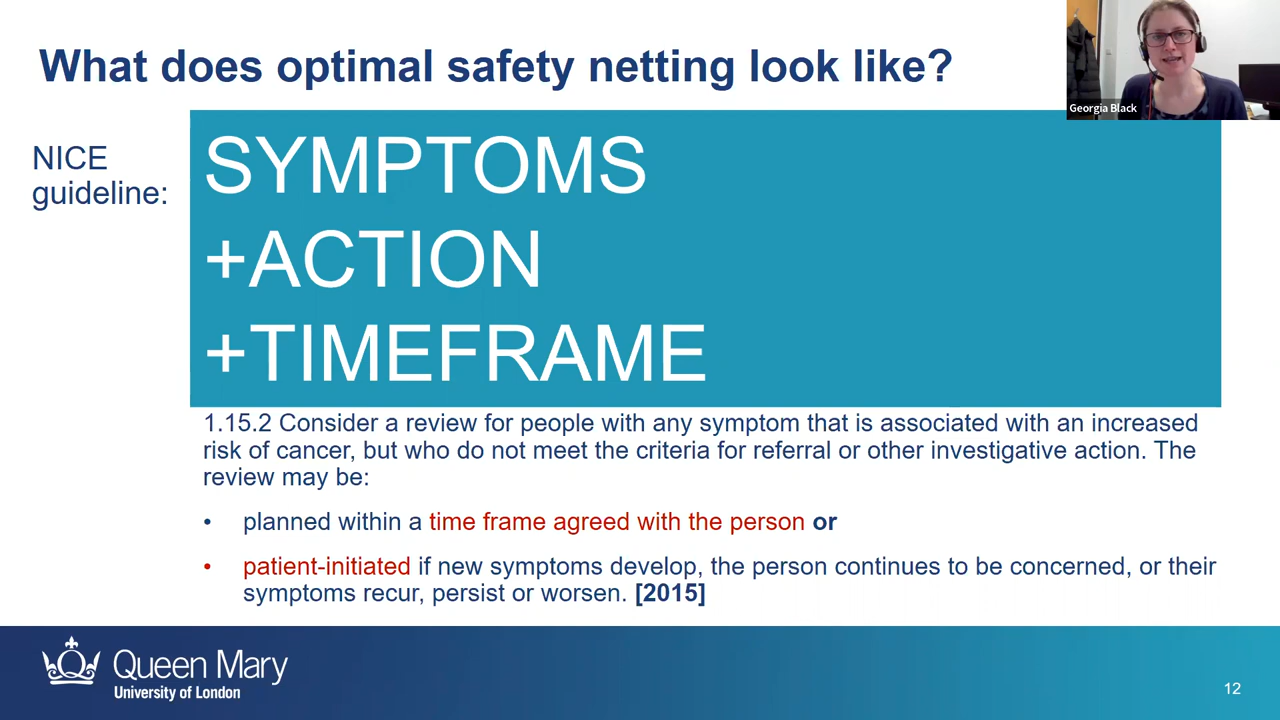 What does optimal safety netting look like?
Georgia Black
NICE
guideline:
SYMPTOMS
+ACTION
+TIMEFRAME
1.15.2 Consider a review for people with any symptom that is associated with an increased
risk of cancer, but who do not meet the criteria for referral or other investigative action. The
review may be:
• planned within a time frame agreed with the person or
• patient-initiated if new symptoms develop, the person continues to be concerned, or their
symptoms recur, persist or worsen. [2015]
Queen Mary
University of London
12